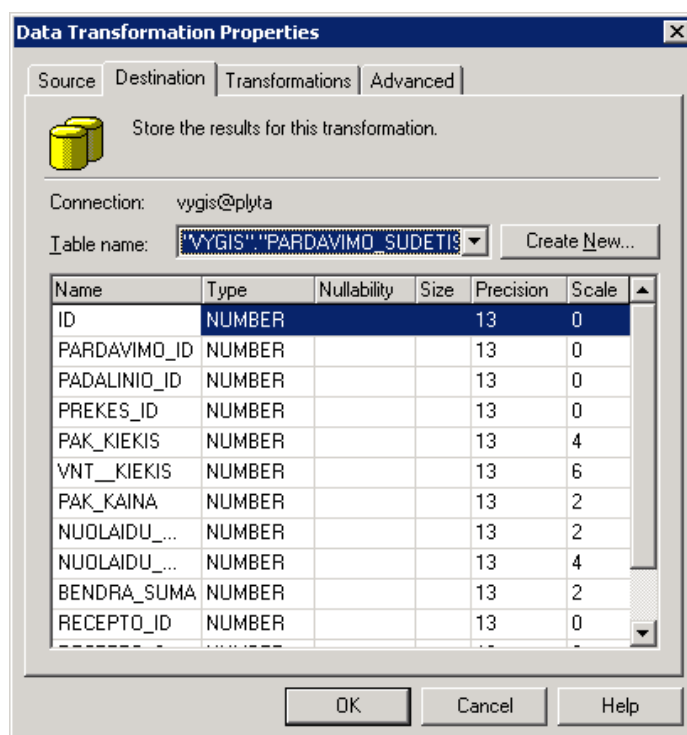 Data Transformation Properties
Source Destination Transformations Advanced
Store the results for this transformation.
Connection: vygis@plyta
Table name: "VYGIS"."PARDAVIMO_SUDETIS Create New...
Name Type Nullability Size Precision Scale
ID NUMBER 13 0
PARDAVIMO_ID NUMBER 13 0
PADALINIO_ID NUMBER 13 0
PREKES_ID NUMBER 13 0
PAK_KIEKIS NUMBER 13 4
VNT__KIEKIS NUMBER 13 6
PAK_KAINA NUMBER 13 2
NUOLAIDU_... NUMBER 13 2
NUOLAIDU_... NUMBER 13 4
BENDRA_SUMA NUMBER 13 2
RECEPTO_ID NUMBER 13 0
OK Cancel Help